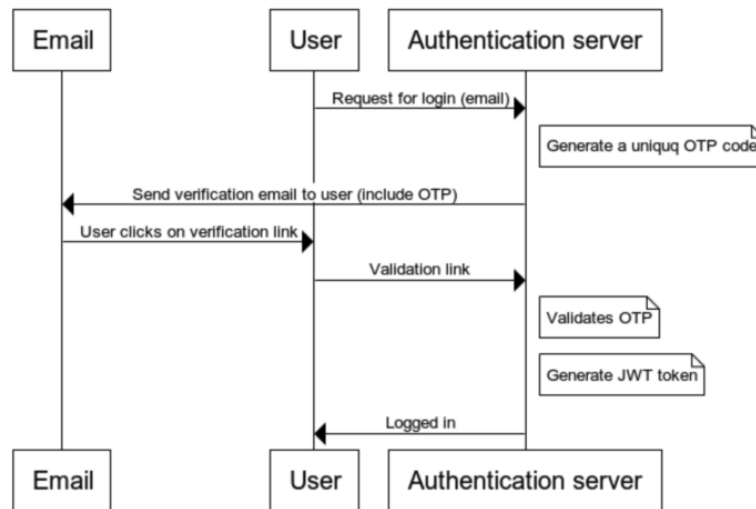 Email
User
Authentication server
Request for login (email)
Generate a uniquq OTP code
Send verification email to user (include OTP)
User clicks on verification link
Validation link
Validates OTP
Generate JWT token
Logged in
Email
User
Authentication server